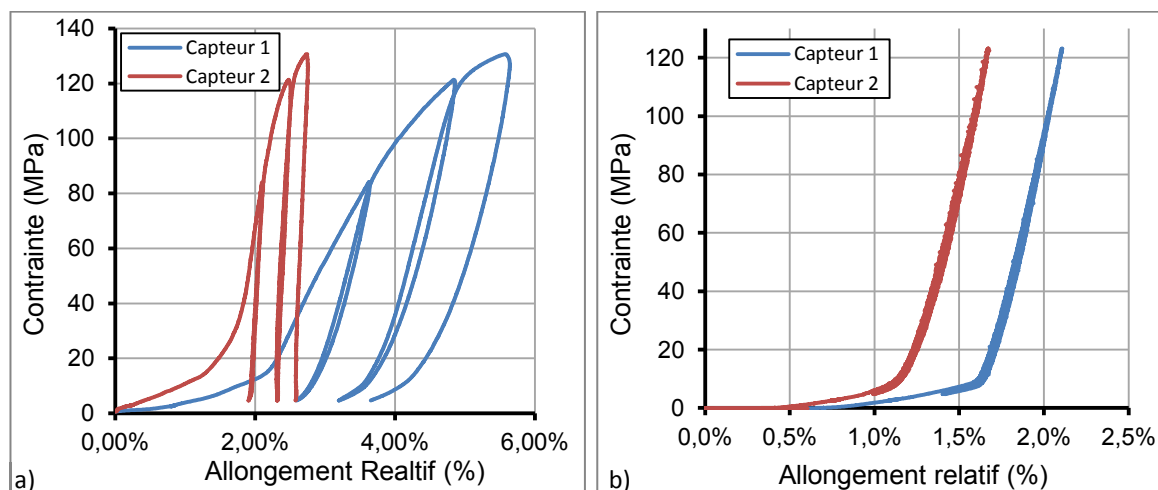 140
120
100
80
60
40
20
0
Contrainte (MPa)
Capteur 1
Capteur 2
0,00% 2,00% 4,00% 6,00%
Allongement Realtif (%)
a)
120
100
80
60
40
20
0
Contrainte (MPa)
Capteur 1
Capteur 2
0,0% 0,5% 1,0% 1,5% 2,0% 2,5%
Allongement relatif (%)
b)